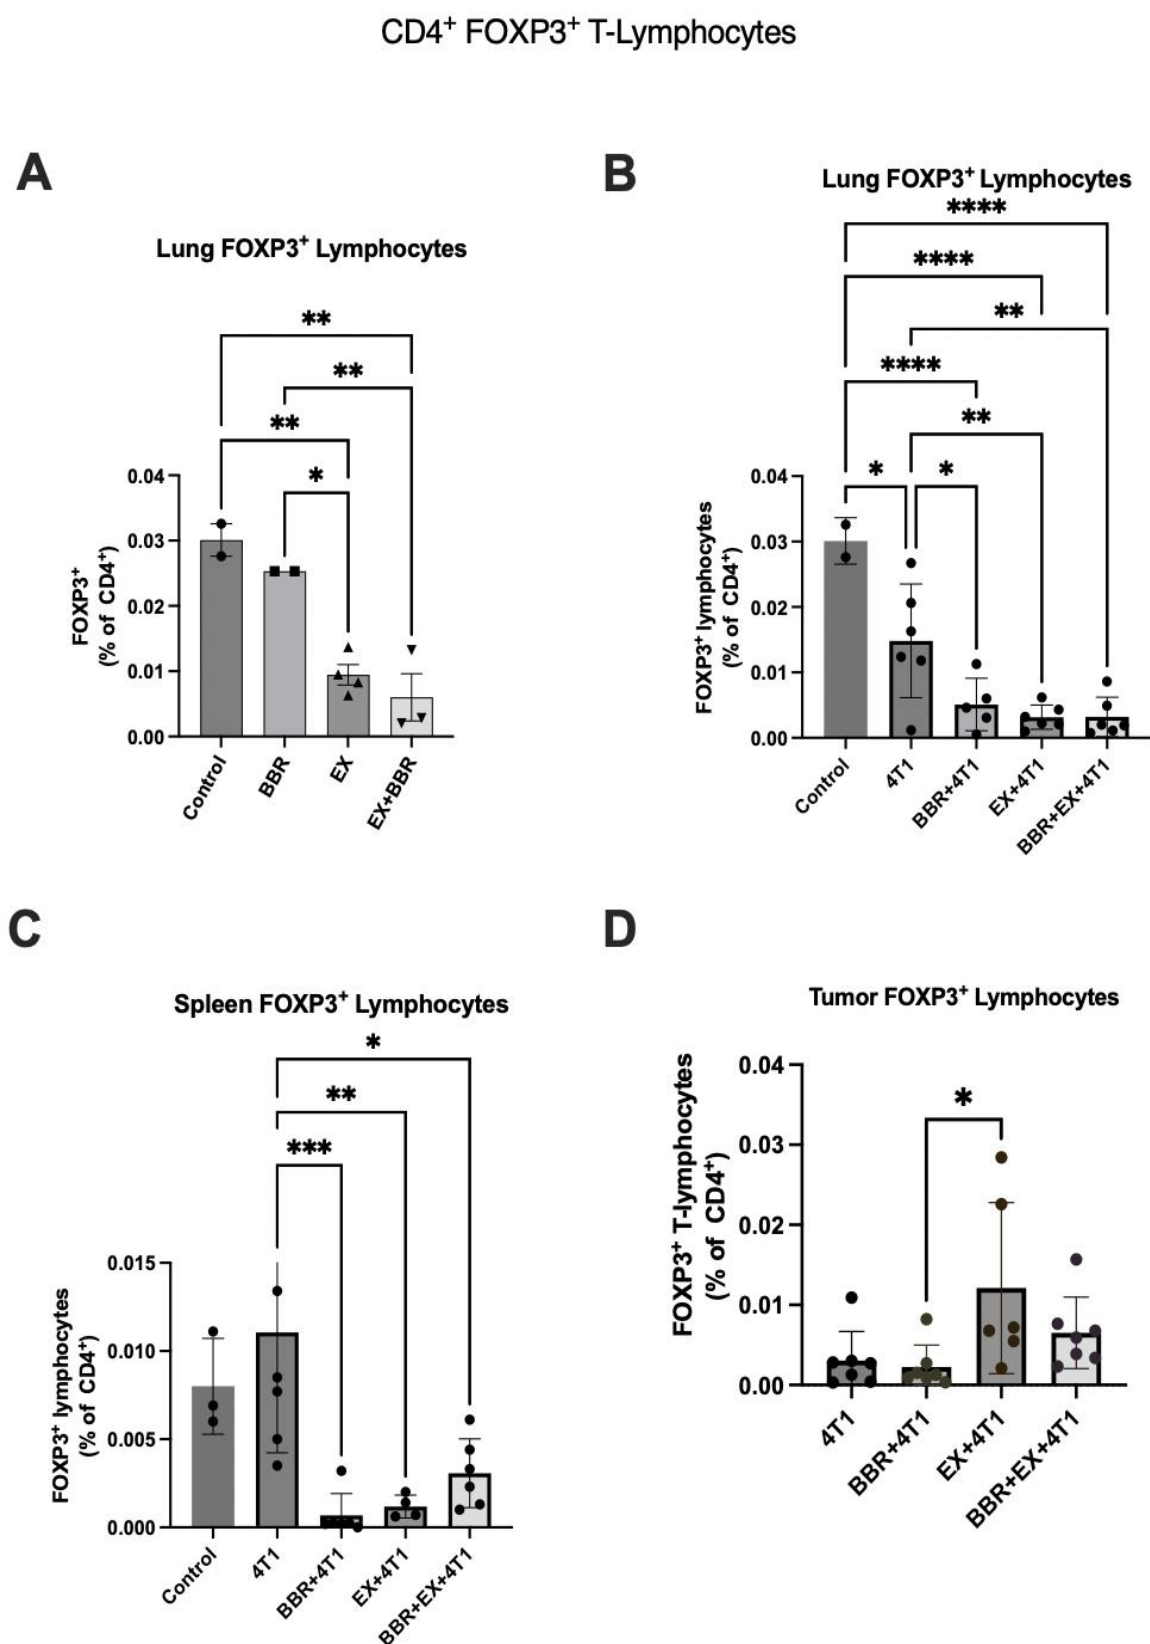 CD4⁺ FOXP3⁺ T-Lymphocytes
A
Lung FOXP3⁺ Lymphocytes
**
**
**
*
FOXP3⁺
(% of CD4⁺)
0.04
0.03
0.02
0.01
0.00
Control
BBR
EX
EX+BBR
B
Lung FOXP3⁺ Lymphocytes
****
****
**
****
**
*
*
FOXP3⁺ lymphocytes
(% of CD4⁺)
0.04
0.03
0.02
0.01
0.00
Control
4T1
BBR+4T1
EX+4T1
BBR+EX+4T1
C
Spleen FOXP3⁺ Lymphocytes
*
**
***
FOXP3⁺ lymphocytes
(% of CD4⁺)
0.015
0.010
0.005
0.000
Control
4T1
BBR+4T1
EX+4T1
BBR+EX+4T1
D
Tumor FOXP3⁺ Lymphocytes
*
FOXP3⁺ T-lymphocytes
(% of CD4⁺)
0.04
0.03
0.02
0.01
0.00
4T1
BBR+4T1
EX+4T1
BBR+EX+4T1